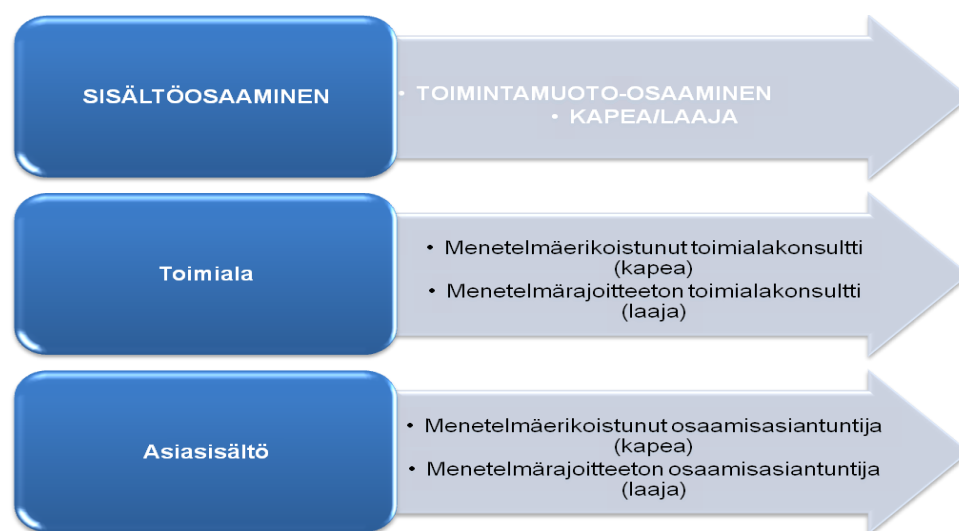 SISÄLTÖOSAAMINEN
• TOIMINTAMUOTO-OSAAMINEN
• KAPEA/LAAJA
Toimiala
• Menetelmäerikoistunut toimialakonsultti
(kapea)
• Menetelmärajoitteeton toimialakonsultti
(laaja)
Asiasisältö
• Menetelmäerikoistunut osaamisasiantuntija
(kapea)
• Menetelmärajoitteeton osaamisasiantuntija
(laaja)